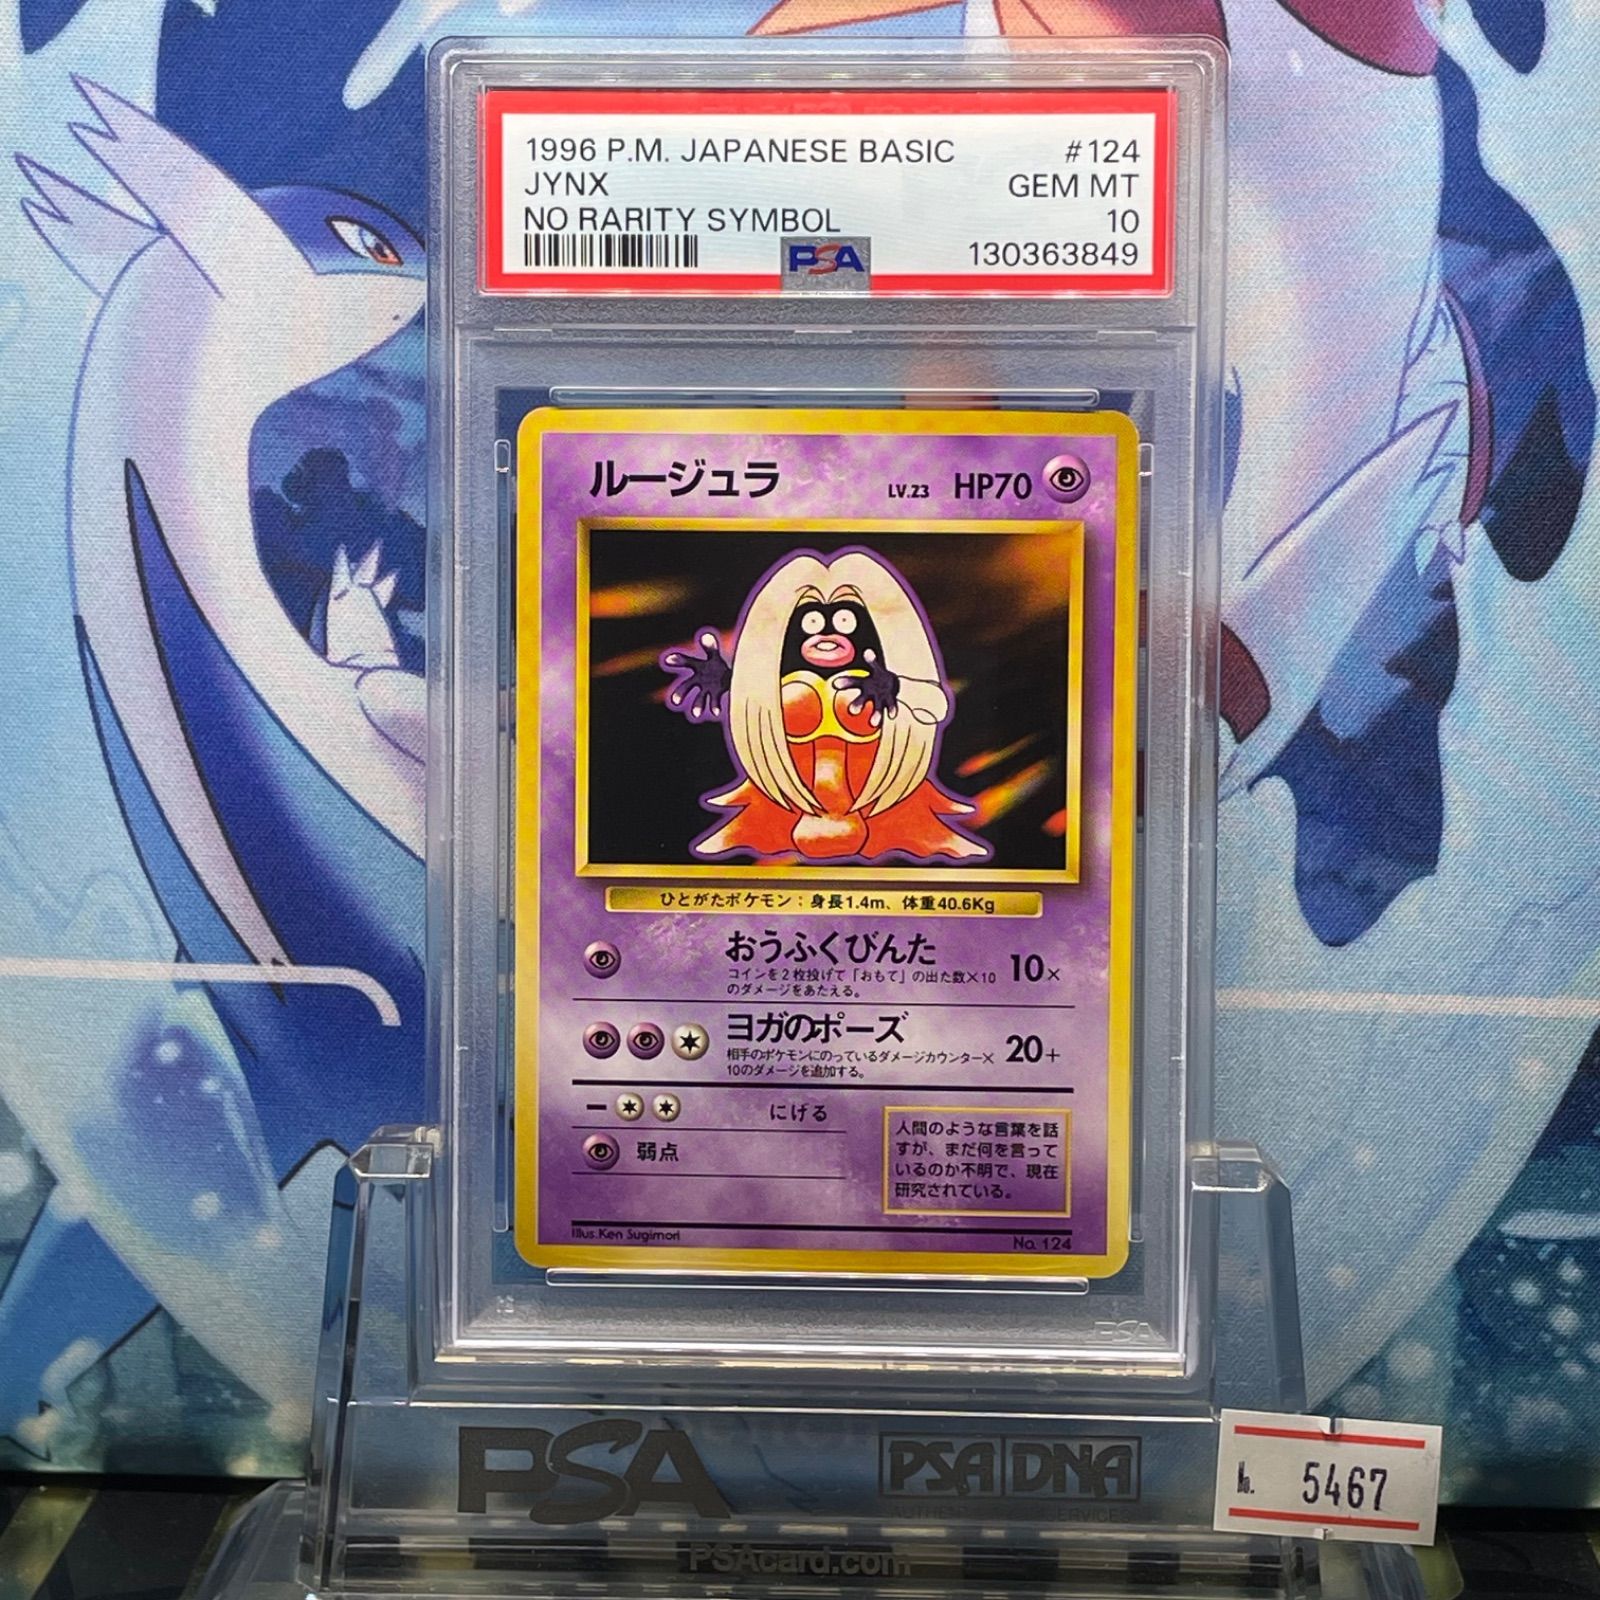 1996 P.M. JAPANESE BASIC #124
JYNX GEM MT
NO RARITY SYMBOL 10
PSA 130363849
ルージュラ LV.23 HP70
ひとがたポケモン：身長1.4m、体重40.6Kg
おうふくびんた 10×
コインを2枚投げて「おもて」の出た数×10
のダメージをあたえる。
ヨガのポーズ 20+
相手のポケモンにのっているダメージカウンター×
10のダメージを追加する。
− にげる
弱点
人間のような言葉を話
すが、まだ何を言って
いるのか不明で、現在
研究されている。
Illus.Ken Sugimori No. 124
PSA
PSA PSA DNA
AUTHENTICATION SERVICES
PSAcard.com
No. 5467